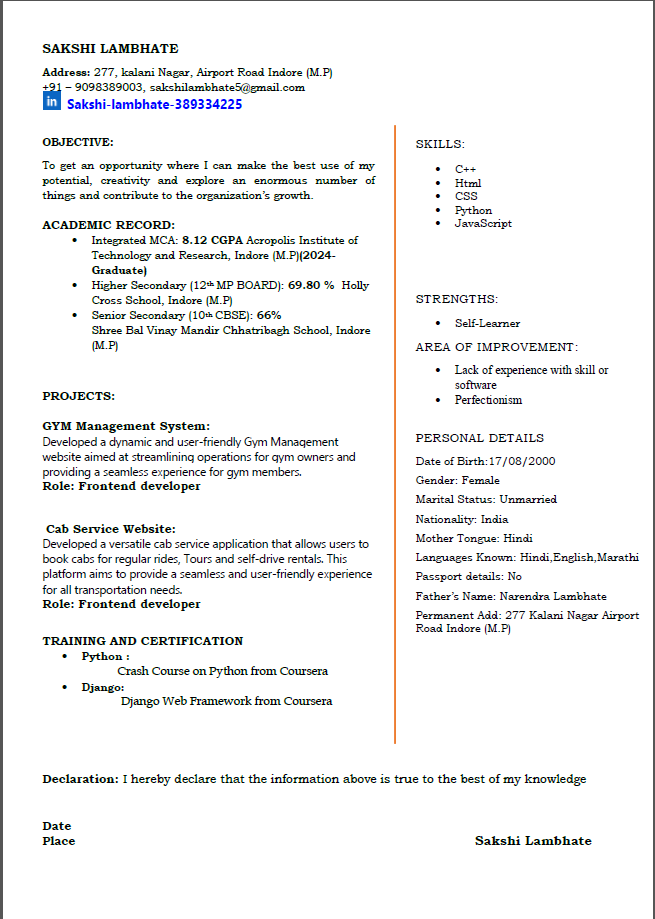 SAKSHI LAMBHATE
Address: 277, kalani Nagar, Airport Road Indore (M.P)
+91 – 9098389003, sakshilambhate5@gmail.com
in Sakshi-lambhate-389334225
OBJECTIVE:
To get an opportunity where I can make the best use of my
potential, creativity and explore an enormous number of
things and contribute to the organization's growth.
ACADEMIC RECORD:
• Integrated MCA: 8.12 CGPA Acropolis Institute of
Technology and Research, Indore (M.P)(2024-
Graduate)
• Higher Secondary (12th MP BOARD): 69.80 % Holly
Cross School, Indore (M.P)
• Senior Secondary (10th CBSE): 66%
Shree Bal Vinay Mandir Chhatribagh School, Indore
(M.P)
PROJECTS:
GYM Management System:
Developed a dynamic and user-friendly Gym Management
website aimed at streamlining operations for gym owners and
providing a seamless experience for gym members.
Role: Frontend developer
Cab Service Website:
Developed a versatile cab service application that allows users to
book cabs for regular rides, Tours and self-drive rentals. This
platform aims to provide a seamless and user-friendly experience
for all transportation needs.
Role: Frontend developer
TRAINING AND CERTIFICATION
• Python :
Crash Course on Python from Coursera
• Django:
Django Web Framework from Coursera
SKILLS:
• C++
• Html
• CSS
• Python
• JavaScript
STRENGTHS:
• Self-Learner
AREA OF IMPROVEMENT:
• Lack of experience with skill or
software
• Perfectionism
PERSONAL DETAILS
Date of Birth:17/08/2000
Gender: Female
Marital Status: Unmarried
Nationality: India
Mother Tongue: Hindi
Languages Known: Hindi,English,Marathi
Passport details: No
Father's Name: Narendra Lambhate
Permanent Add: 277 Kalani Nagar Airport
Road Indore (M.P)
Declaration: I hereby declare that the information above is true to the best of my knowledge
Date
Place
Sakshi Lambhate